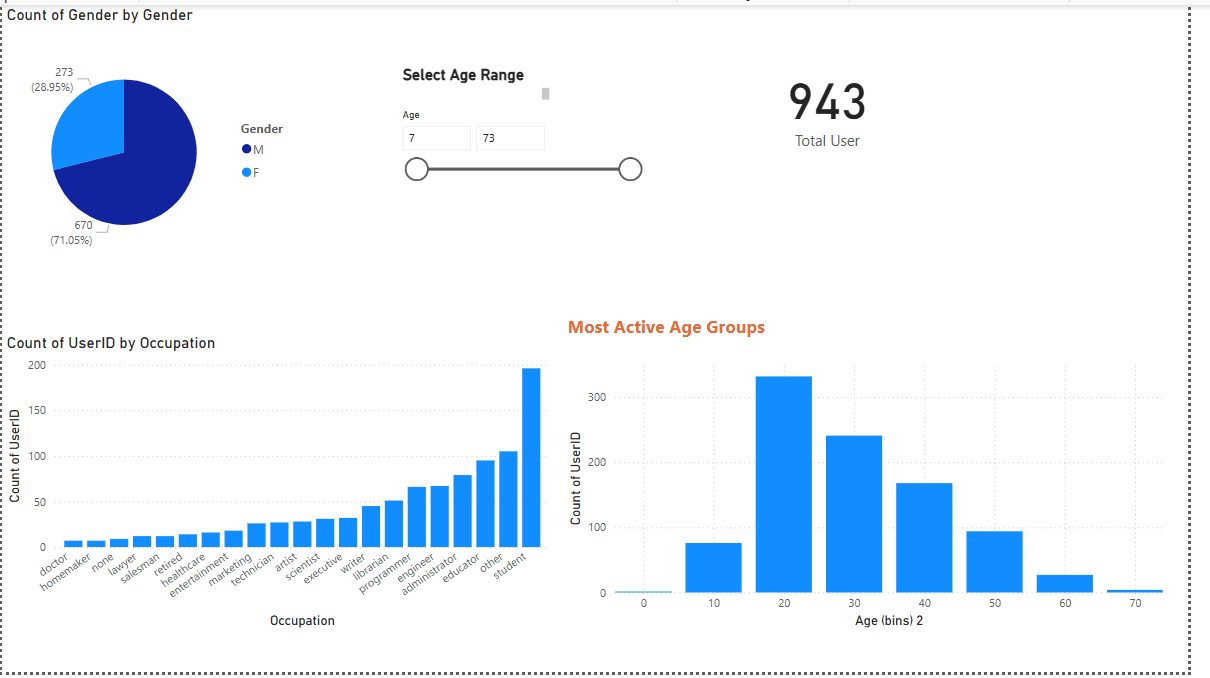 Count of Gender by Gender
273
(28.95%)
670
(71.05%)
Gender
M
F
Select Age Range
Age
7
73
943
Total User
Count of UserID by Occupation
Count of UserID
200
150
100
50
0
doctor
homemaker
none
lawyer
salesman
retired
healthcare
entertainment
marketing
technician
artist
scientist
executive
writer
librarian
programmer
engineer
administrator
educator
other
student
Occupation
Most Active Age Groups
Count of UserID
300
200
100
0
0
10
20
30
40
50
60
70
Age (bins) 2